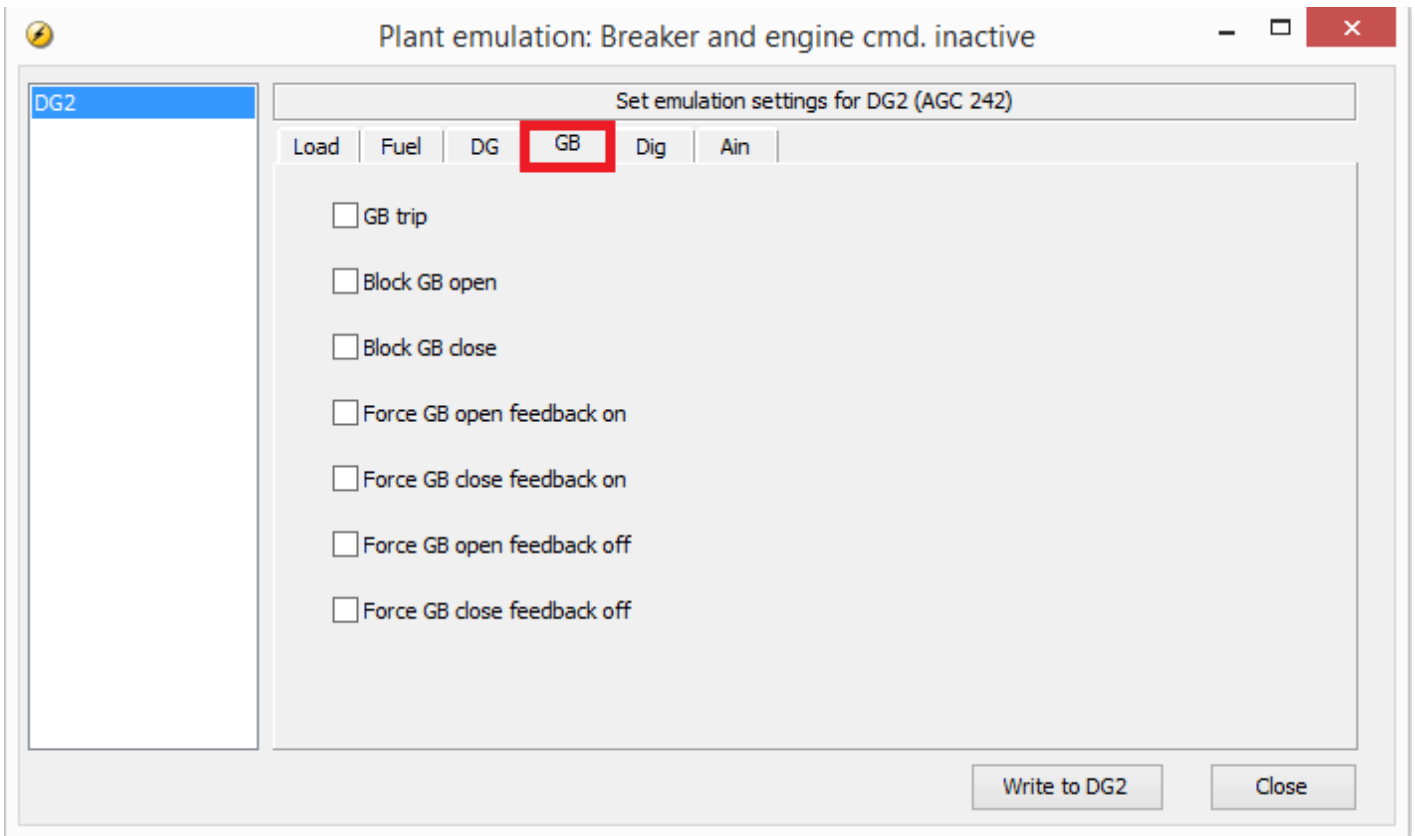 Plant emulation: Breaker and engine cmd. inactive
DG2
Set emulation settings for DG2 (AGC 242)
Load Fuel DG GB Dig Ain
GB trip
Block GB open
Block GB close
Force GB open feedback on
Force GB close feedback on
Force GB open feedback off
Force GB close feedback off
Write to DG2 Close